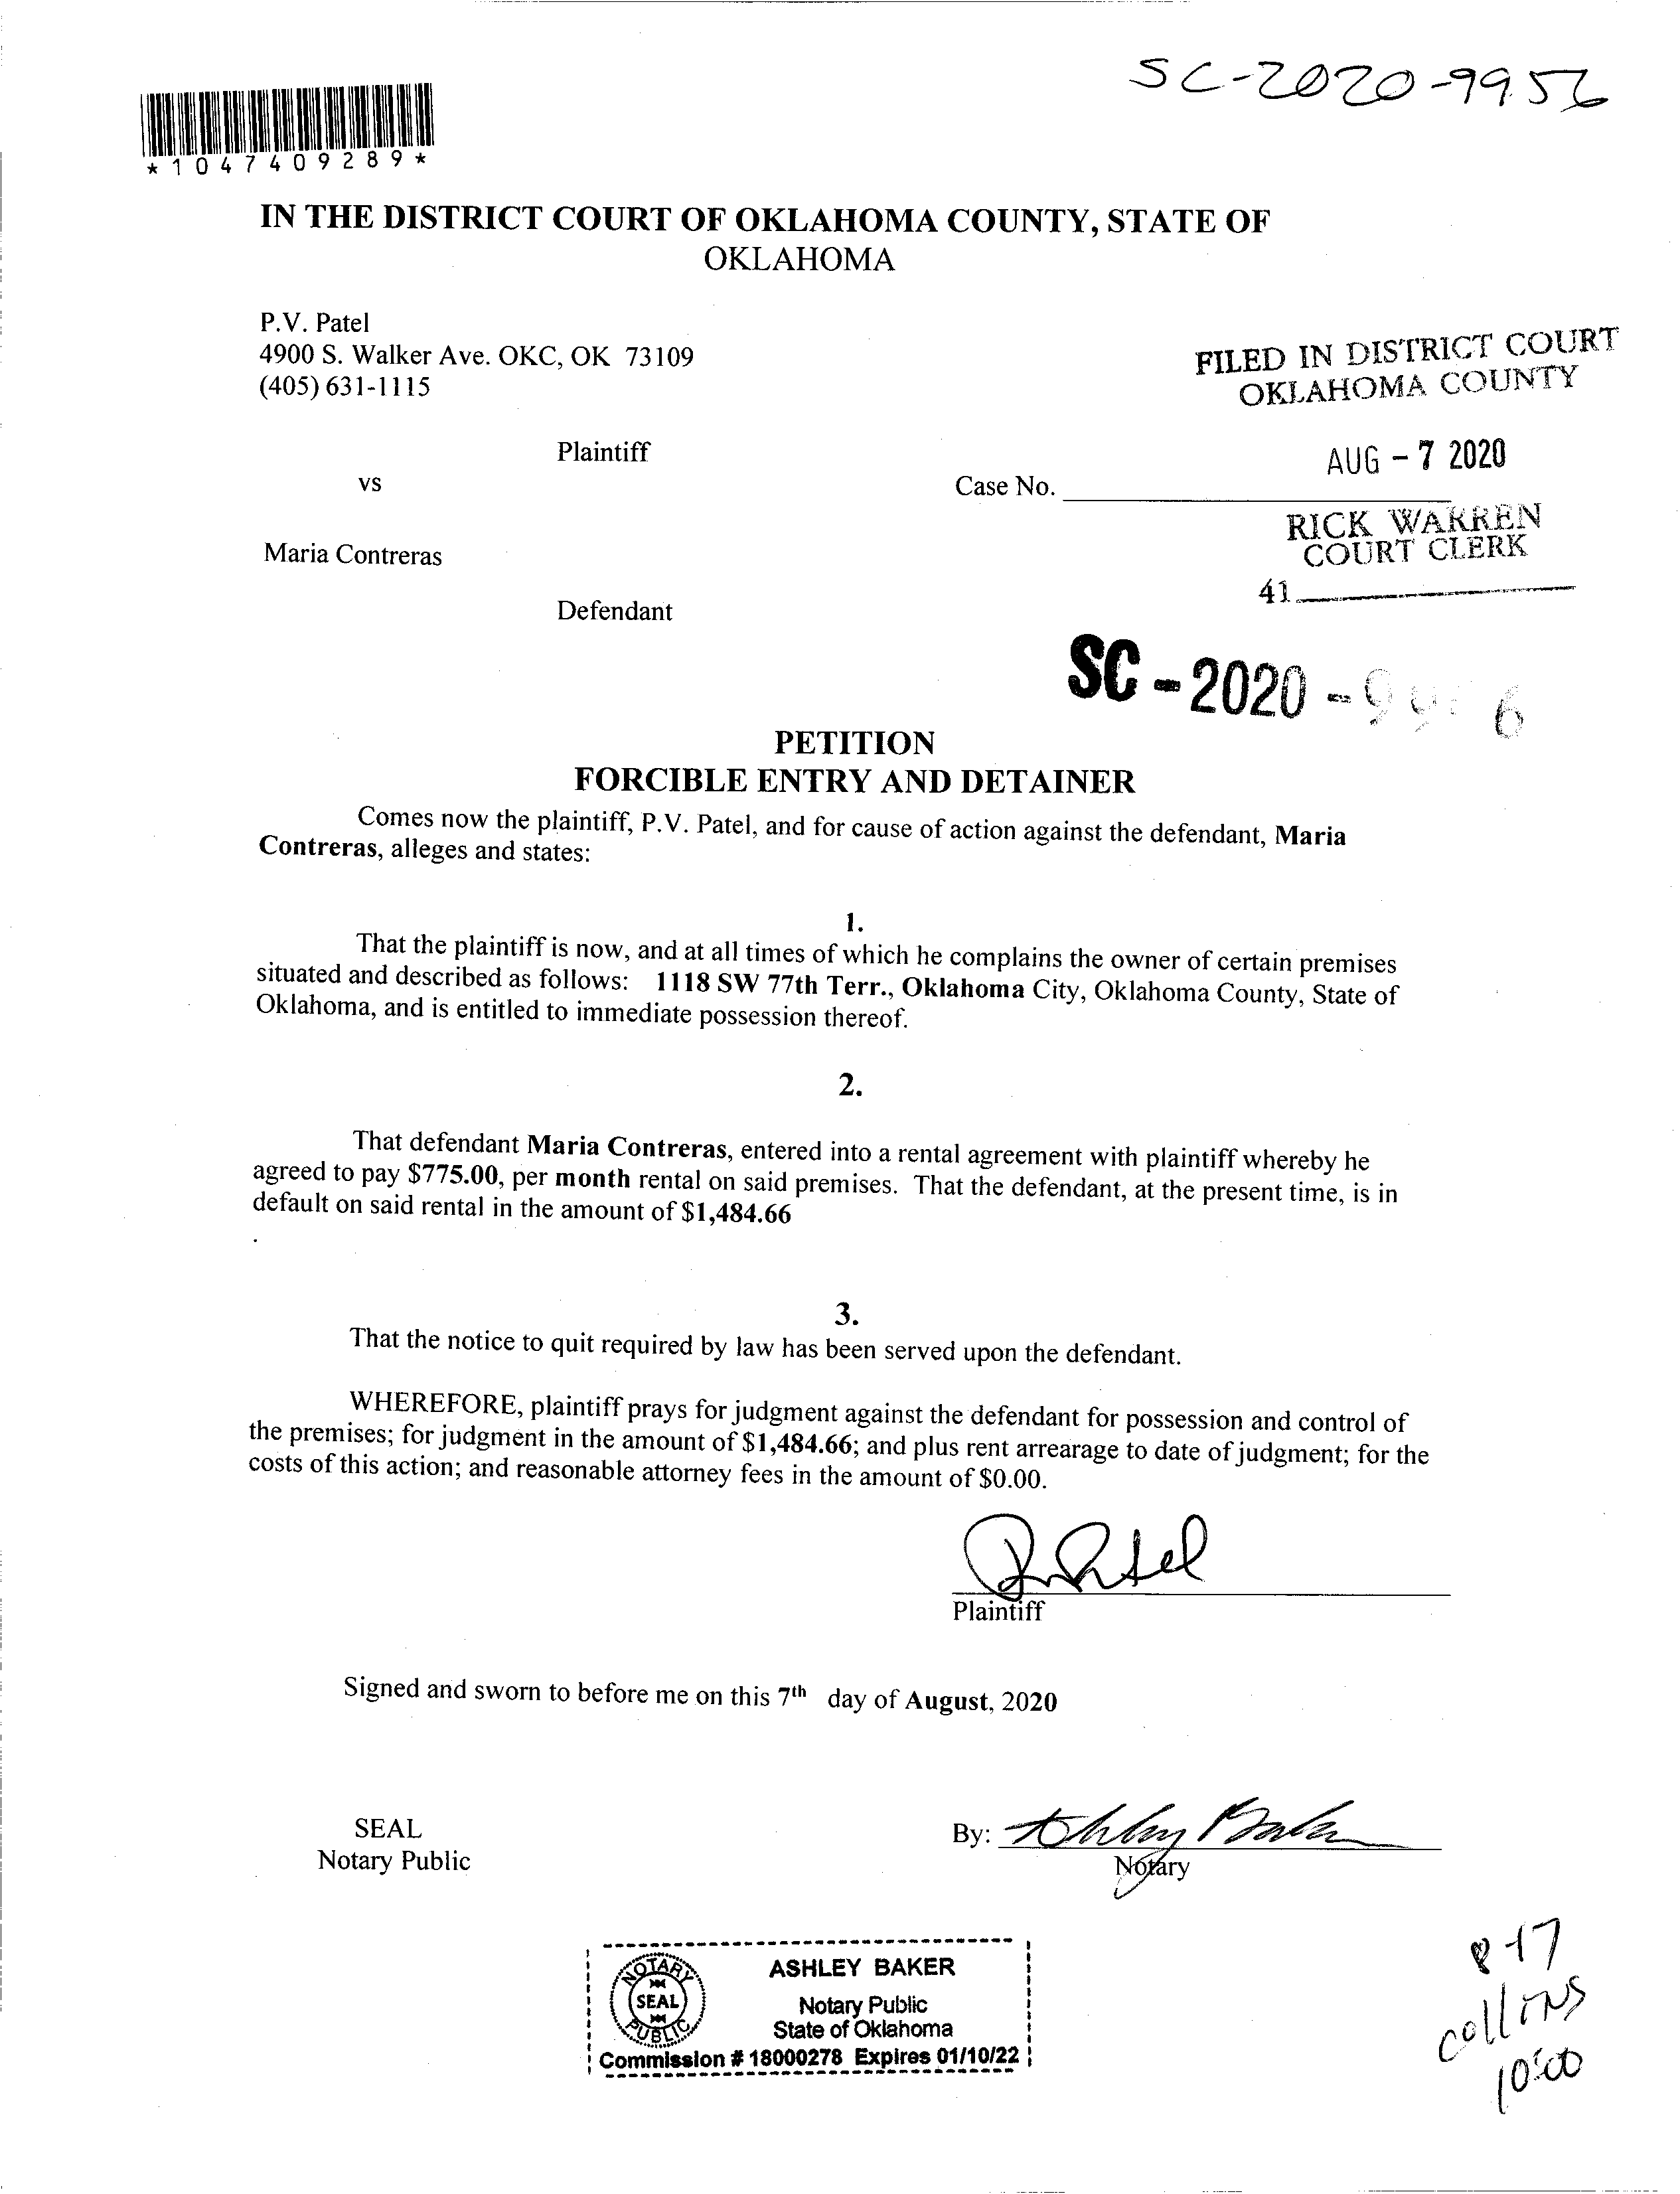 SC-2020-9956
*1047409289*
IN THE DISTRICT COURT OF OKLAHOMA COUNTY, STATE OF
OKLAHOMA
P.V. Patel
4900 S. Walker Ave. OKC, OK 73109
(405) 631-1115
FILED IN DISTRICT COURT
OKLAHOMA COUNTY
Plaintiff
AUG - 7 2020
vs
Case No.
RICK WARREN
COURT CLERK
Maria Contreras
41
Defendant
SC - 2020 -
PETITION
FORCIBLE ENTRY AND DETAINER
Comes now the plaintiff, P.V. Patel, and for cause of action against the defendant, Maria
Contreras, alleges and states:
1.
That the plaintiff is now, and at all times of which he complains the owner of certain premises
situated and described as follows: 1118 SW 77th Terr., Oklahoma City, Oklahoma County, State of
Oklahoma, and is entitled to immediate possession thereof.
2.
That defendant Maria Contreras, entered into a rental agreement with plaintiff whereby he
agreed to pay $775.00, per month rental on said premises. That the defendant, at the present time, is in
default on said rental in the amount of $1,484.66
.
3.
That the notice to quit required by law has been served upon the defendant.
WHEREFORE, plaintiff prays for judgment against the defendant for possession and control of
the premises; for judgment in the amount of $1,484.66; and plus rent arrearage to date of judgment; for the
costs of this action; and reasonable attorney fees in the amount of $0.00.
Plaintiff
Signed and sworn to before me on this 7th day of August, 2020
SEAL
Notary Public
By: Ashley Baker
Notary
NOTARY
SEAL
PUBLIC
ASHLEY BAKER
Notary Public
State of Oklahoma
Commission # 18000278 Expires 01/10/22
8-17
collins
10:00